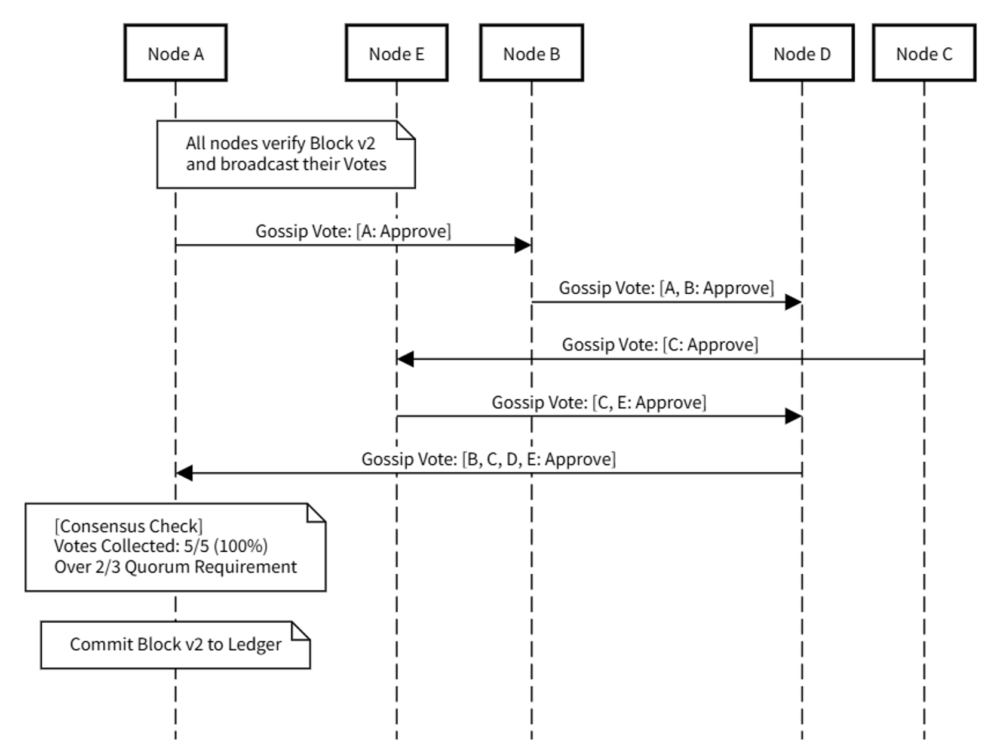 Node A
Node E
Node B
Node D
Node C
All nodes verify Block v2
and broadcast their Votes
Gossip Vote: [A: Approve]
Gossip Vote: [A, B: Approve]
Gossip Vote: [C: Approve]
Gossip Vote: [C, E: Approve]
Gossip Vote: [B, C, D, E: Approve]
[Consensus Check]
Votes Collected: 5/5 (100%)
Over 2/3 Quorum Requirement
Commit Block v2 to Ledger